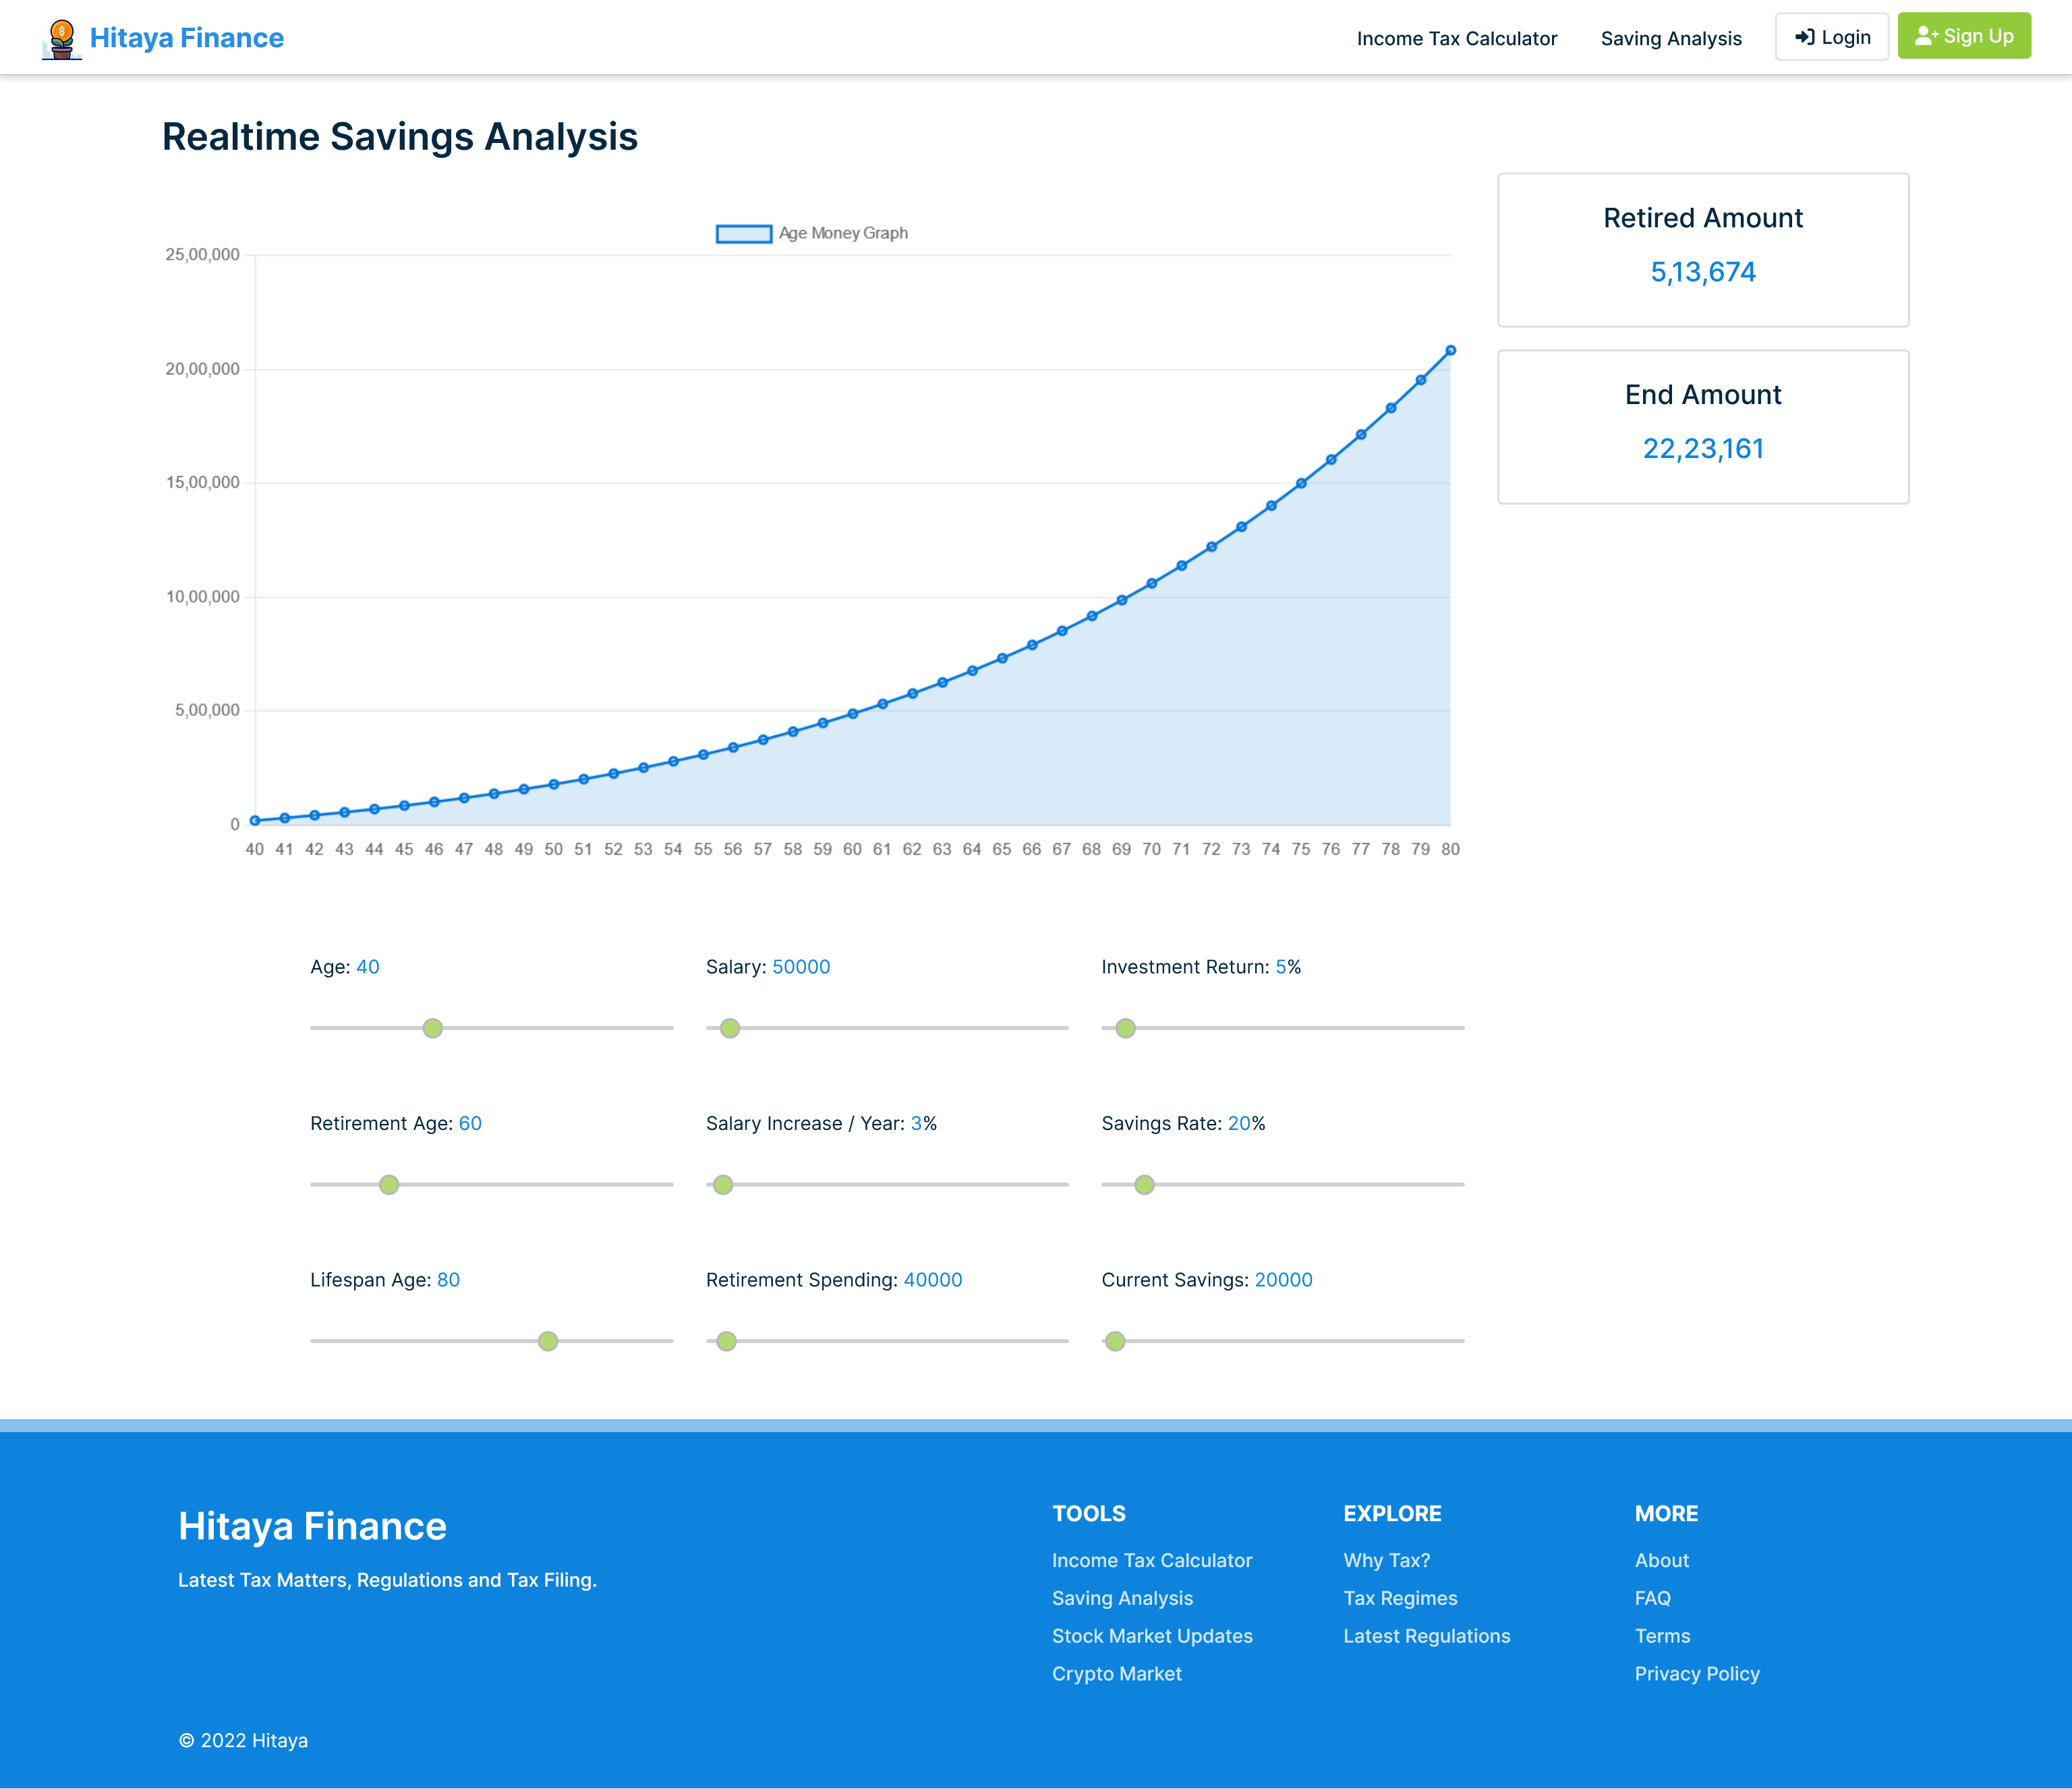 Hitaya Finance
Income Tax Calculator
Saving Analysis
Login
Sign Up
Realtime Savings Analysis
Age Money Graph
25,00,000
20,00,000
15,00,000
10,00,000
5,00,000
0
40 41 42 43 44 45 46 47 48 49 50 51 52 53 54 55 56 57 58 59 60 61 62 63 64 65 66 67 68 69 70 71 72 73 74 75 76 77 78 79 80
Retired Amount
5,13,674
End Amount
22,23,161
Age: 40
Salary: 50000
Investment Return: 5%
Retirement Age: 60
Salary Increase / Year: 3%
Savings Rate: 20%
Lifespan Age: 80
Retirement Spending: 40000
Current Savings: 20000
Hitaya Finance
Latest Tax Matters, Regulations and Tax Filing.
TOOLS
Income Tax Calculator
Saving Analysis
Stock Market Updates
Crypto Market
EXPLORE
Why Tax?
Tax Regimes
Latest Regulations
MORE
About
FAQ
Terms
Privacy Policy
© 2022 Hitaya